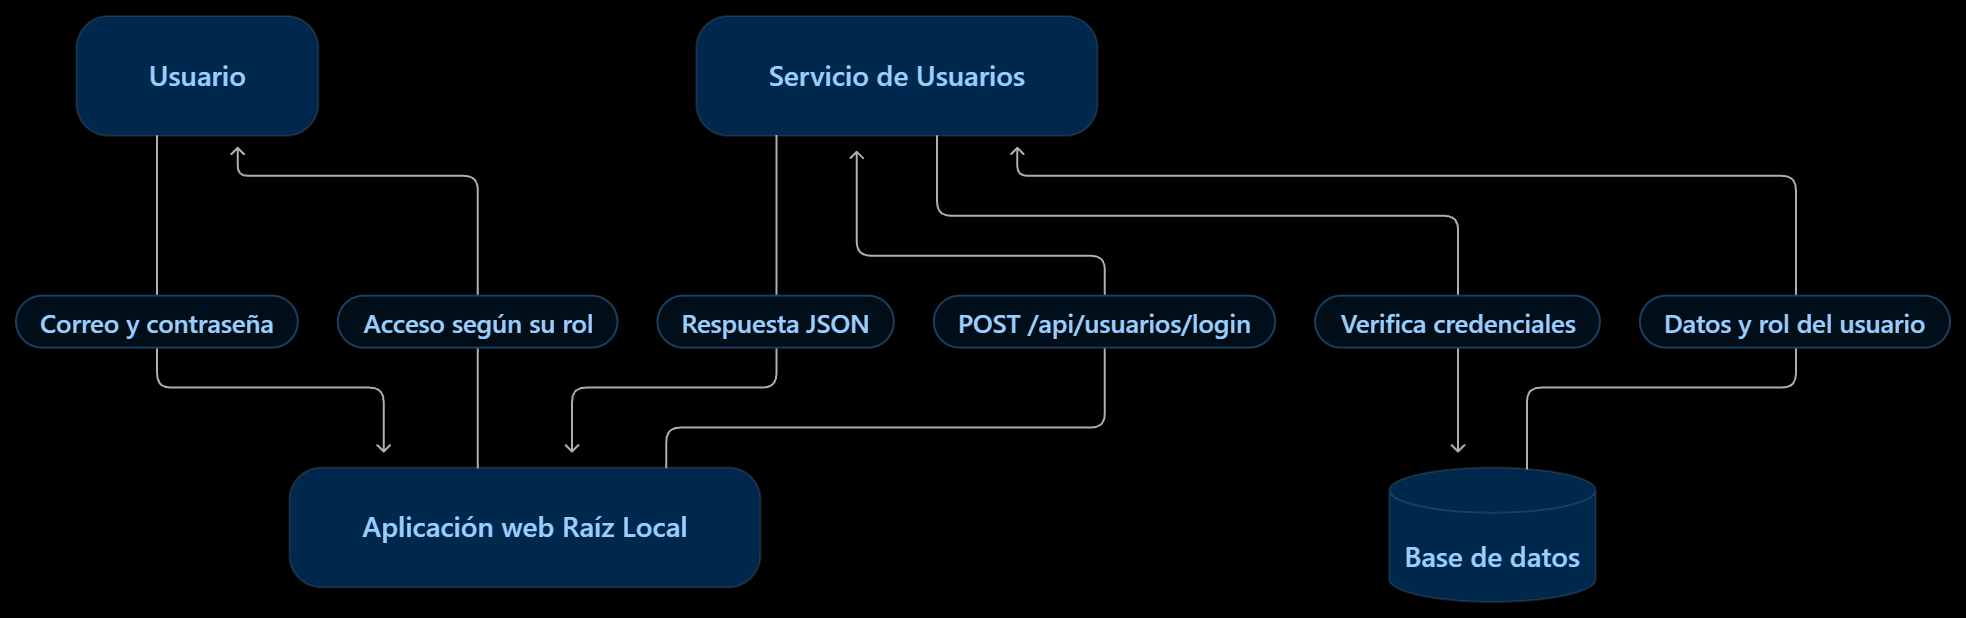 Usuario
Servicio de Usuarios
Correo y contraseña
Acceso según su rol
Respuesta JSON
POST /api/usuarios/login
Verifica credenciales
Datos y rol del usuario
Aplicación web Raíz Local
Base de datos